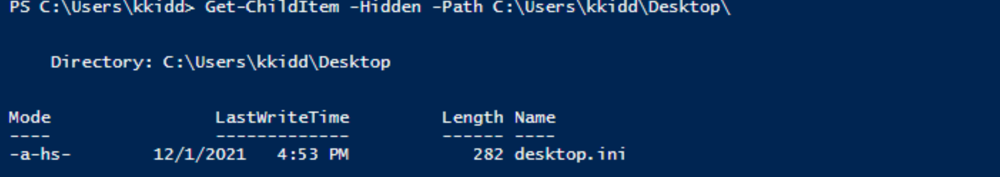 PS C:\Users\kkidd> Get-ChildItem -Hidden -Path C:\Users\kkidd\Desktop\
Directory: C:\Users\kkidd\Desktop
Mode                LastWriteTime         Length Name
----                -------------         ------ ----
-a-hs-        12/1/2021   4:53 PM            282 desktop.ini